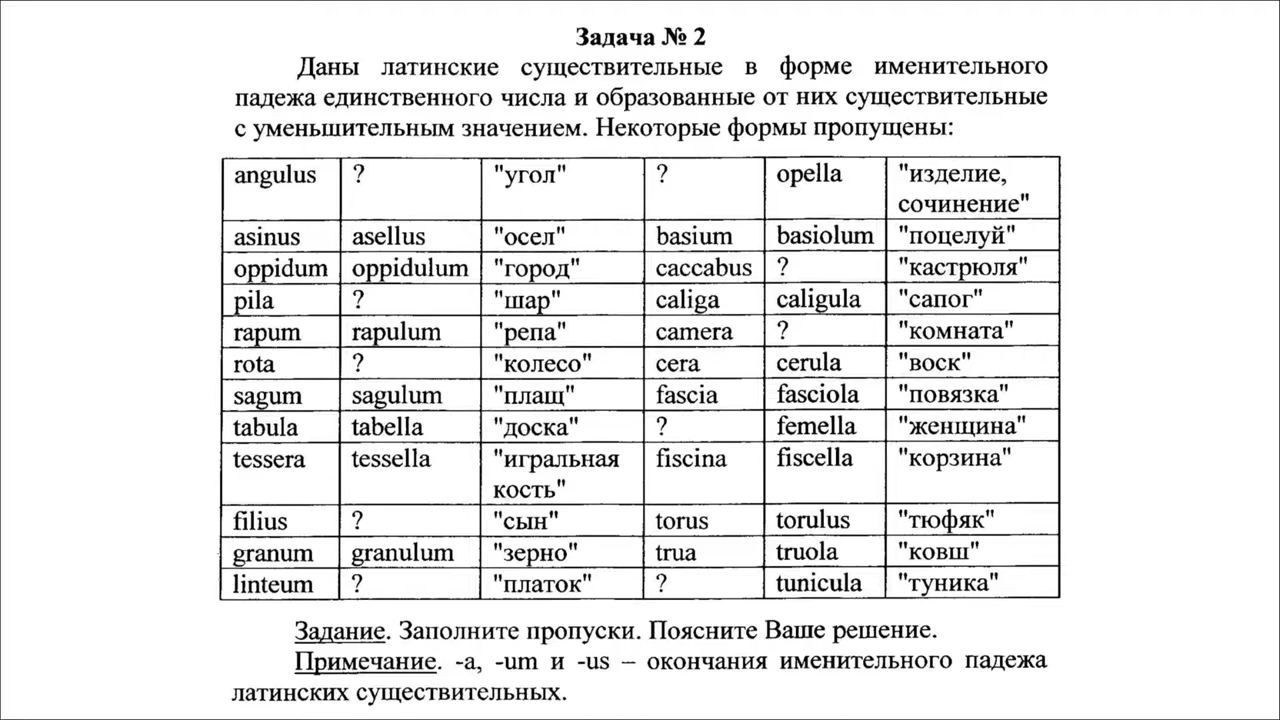 Задача № 2
Даны латинские существительные в форме именительного
падежа единственного числа и образованные от них существительные
с уменьшительным значением. Некоторые формы пропущены:
angulus ? "угол" ? opella "изделие,
сочинение"
asinus asellus "осел" basium basiolum "поцелуй"
oppidum oppidulum "город" caccabus ? "кастрюля"
pila ? "шар" caliga caligula "сапог"
rapum rapulum "репа" camera ? "комната"
rota ? "колесо" cera cerula "воск"
sagum sagulum "плащ" fascia fasciola "повязка"
tabula tabella "доска" ? femella "женщина"
tessera tessella "игральная fiscina fiscella "корзина"
кость"
filius ? "сын" torus torulus "тюфяк"
granum granulum "зерно" trua truola "ковш"
linteum ? "платок" ? tunicula "туника"
Задание. Заполните пропуски. Поясните Ваше решение.
Примечание. -a, -um и -us – окончания именительного падежа
латинских существительных.